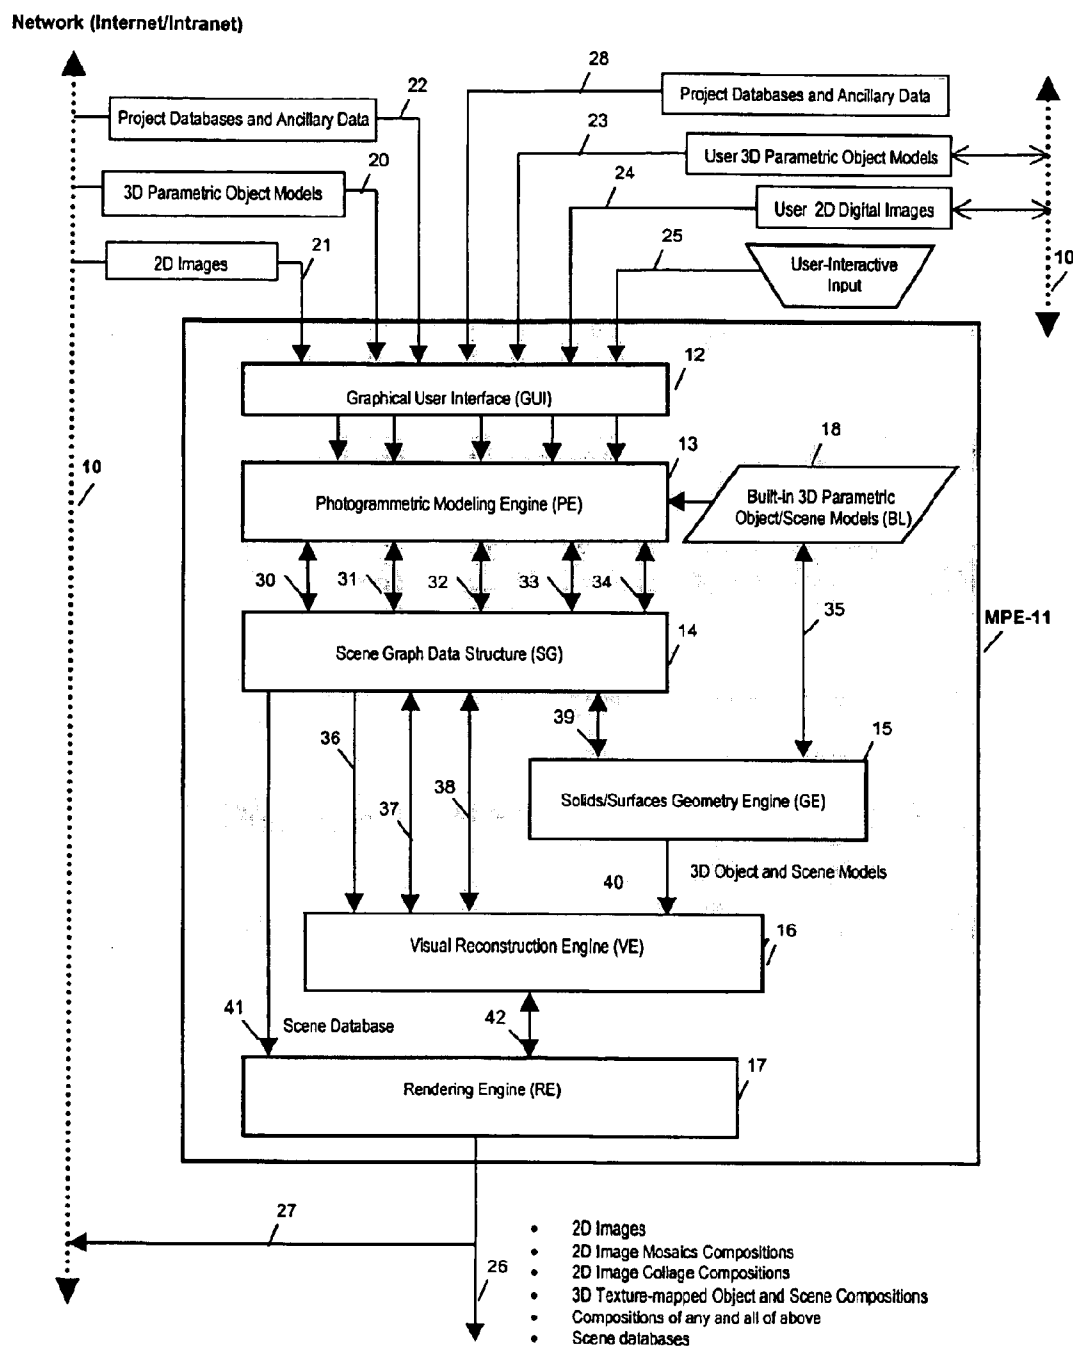 Network (Internet/Intranet)
28
22
Project Databases and Ancillary Data
Project Databases and Ancillary Data
23
User 3D Parametric Object Models
20
3D Parametric Object Models
24
User 2D Digital Images
21
2D Images
25
User-Interactive
Input
10
12
Graphical User Interface (GUI)
13
18
10
Photogrammetric Modeling Engine (PE)
Built-in 3D Parametric
Object/Scene Models (BL)
30
31
32
33
34
35
MPE-11
14
Scene Graph Data Structure (SG)
39
15
36
37
38
Solids/Surfaces Geometry Engine (GE)
40
3D Object and Scene Models
16
Visual Reconstruction Engine (VE)
41
Scene Database
42
17
Rendering Engine (RE)
27
26
• 2D Images
• 2D Image Mosaics Compositions
• 2D Image Collage Compositions
• 3D Texture-mapped Object and Scene Compositions
• Compositions of any and all of above
• Scene databases